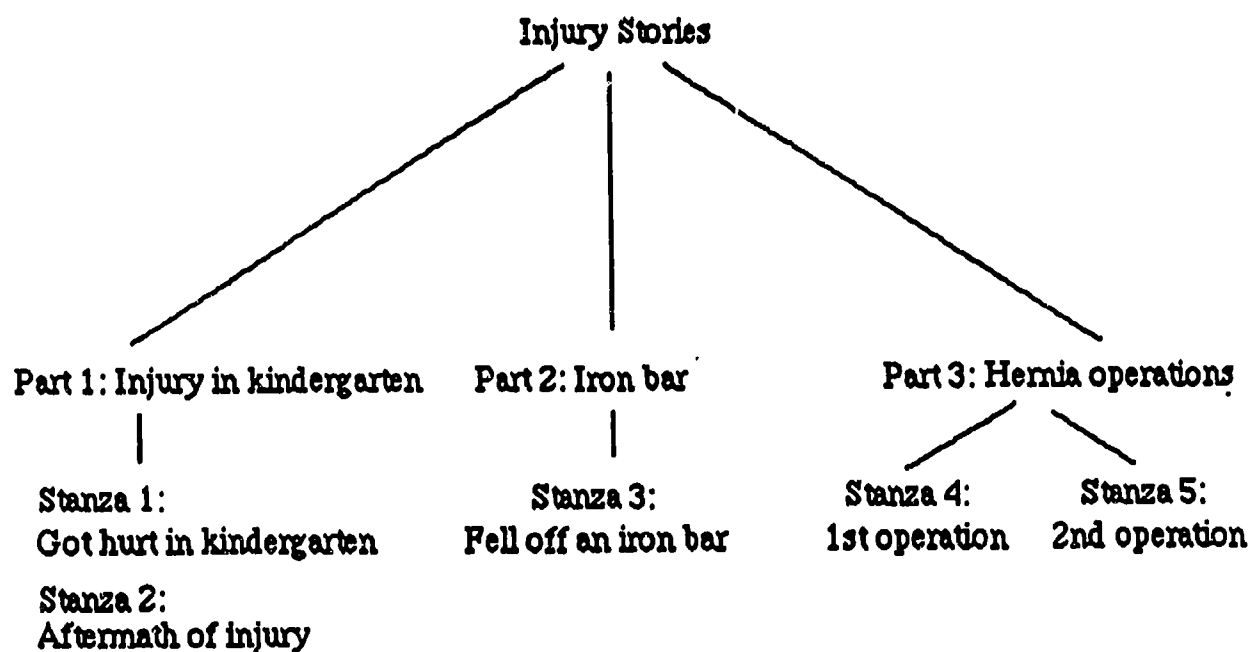 Injury Stories
Part 1: Injury in kindergarten
Part 2: Iron bar
Part 3: Hernia operations
Stanza 1:
Got hurt in kindergarten
Stanza 2:
Aftermath of injury
Stanza 3:
Fell off an iron bar
Stanza 4:
1st operation
Stanza 5:
2nd operation